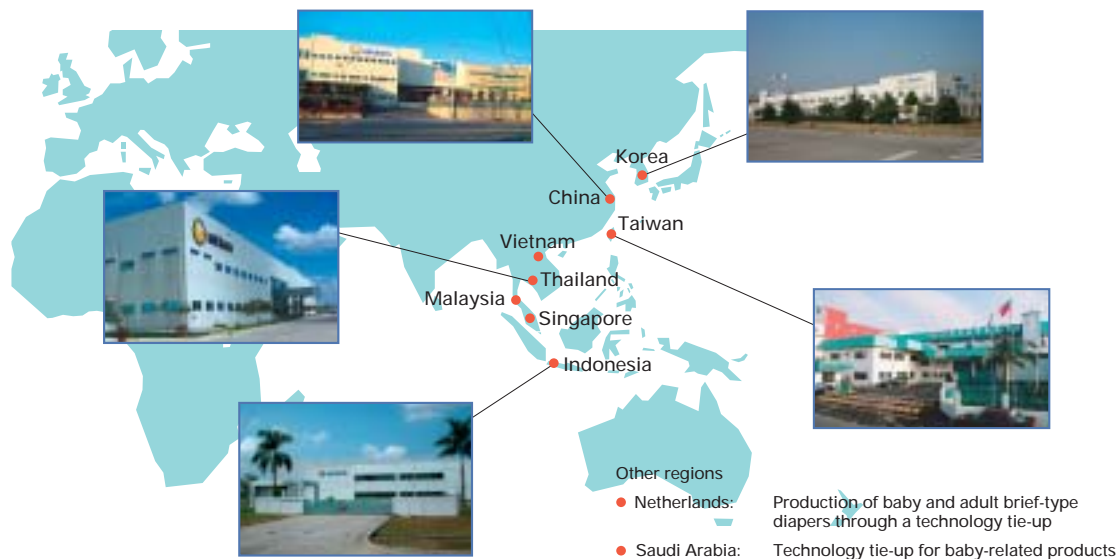 Korea
China
Taiwan
Vietnam
Thailand
Malaysia
Singapore
Indonesia
Other regions
Netherlands: Production of baby and adult brief-type
diapers through a technology tie-up
Saudi Arabia: Technology tie-up for baby-related products